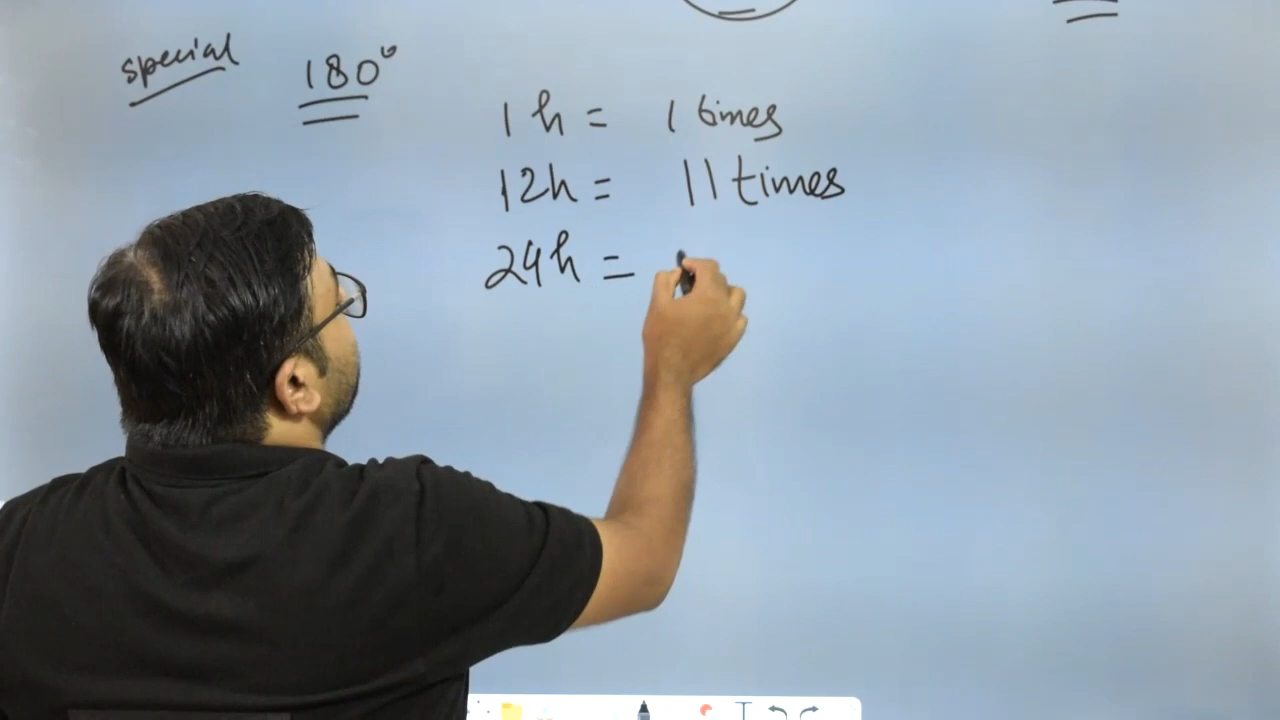 special 180°
1 h = 1 times
12h = 11 times
24h =